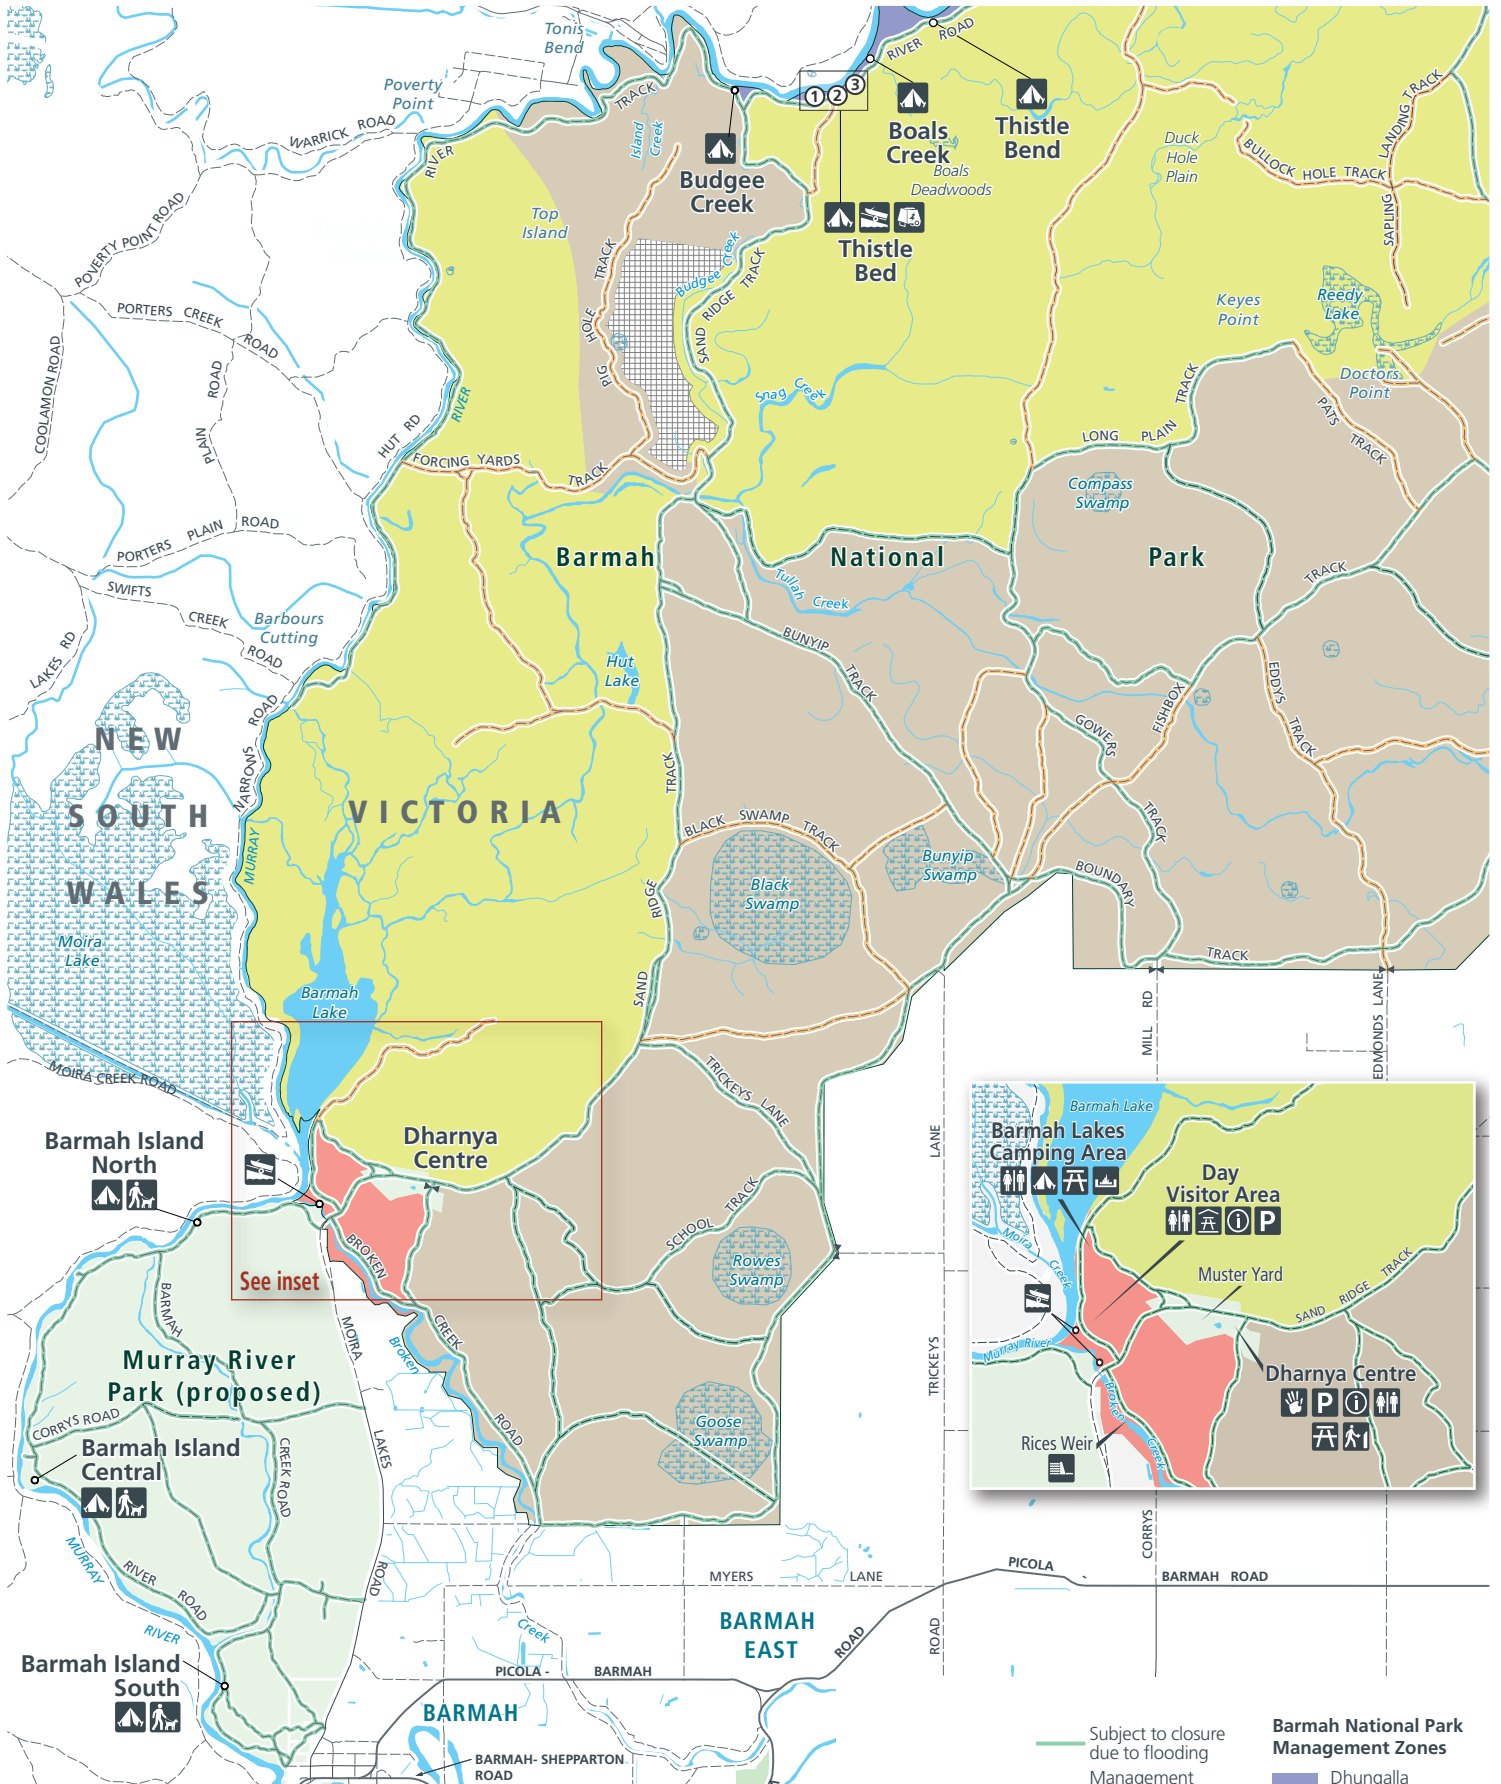 Tonis
Bend
Poverty
Point
WARRICK ROAD
RIVER
TRACK
Island
Creek
RIVER ROAD
1
2
3
Budgee
Creek
Boals
Creek
Boals
Deadwoods
Thistle
Bend
Thistle
Bed
Duck
Hole
Plain
BULLOCK HOLE TRACK
LANDING TRACK
SAPLING
POVERTY POINT ROAD
Top
Island
PORTERS CREEK
ROAD
COOLAMON ROAD
PLAIN ROAD
HUT RD
RIVER
PIG HOLE TRACK
Budgee Creek
SAND RIDGE TRACK
Snag Creek
Keyes
Point
Reedy
Lake
Doctors
Point
PATS TRACK
LONG PLAIN TRACK
FORCING YARDS
TRACK
Compass
Swamp
PORTERS PLAIN ROAD
SWIFTS
CREEK
ROAD
Barbours
Cutting
LAKES RD
Barmah National Park
Tullah
Creek
BUNYIP
TRACK
TRACK
Hut
Lake
EDDYS
TRACK
FISHBOX
GOWERS
TRACK
NEW
SOUTH
WALES
NARROWS ROAD
MURRAY
VICTORIA
TRACK
RIDGE
SAND
BLACK SWAMP TRACK
Black
Swamp
Bunyip
Swamp
BOUNDARY
TRACK
Moira
Lake
Barmah
Lake
MOIRA CREEK ROAD
MILL RD
EDMONDS LANE
TRICKEYS LANE
LANE
Barmah Island
North
Dharnya
Centre
BROKEN
See inset
SCHOOL TRACK
Rowes
Swamp
Goose
Swamp
BARMAH
MOIRA
LAKES
ROAD
Broken
CREEK
ROAD
TRICKEYS
Murray River
Park (proposed)
CORRYS ROAD
Barmah Island
Central
CREEK ROAD
MURRAY
RIVER
ROAD
RIVER
Barmah Island
South
Barmah Lake
Barmah Lakes
Camping Area
Day
Visitor Area
P
Moira
Creek
Muster Yard
SAND RIDGE TRACK
Murray River
Dharnya Centre
P
Broken
Creek
Rices Weir
CORRYS
MYERS LANE
PICOLA
BARMAH ROAD
BARMAH
EAST
ROAD
ROAD
Creek
PICOLA - BARMAH
BARMAH
BARMAH- SHEPPARTON
ROAD
Subject to closure
due to flooding
Management
Barmah National Park
Management Zones
Dhungalla